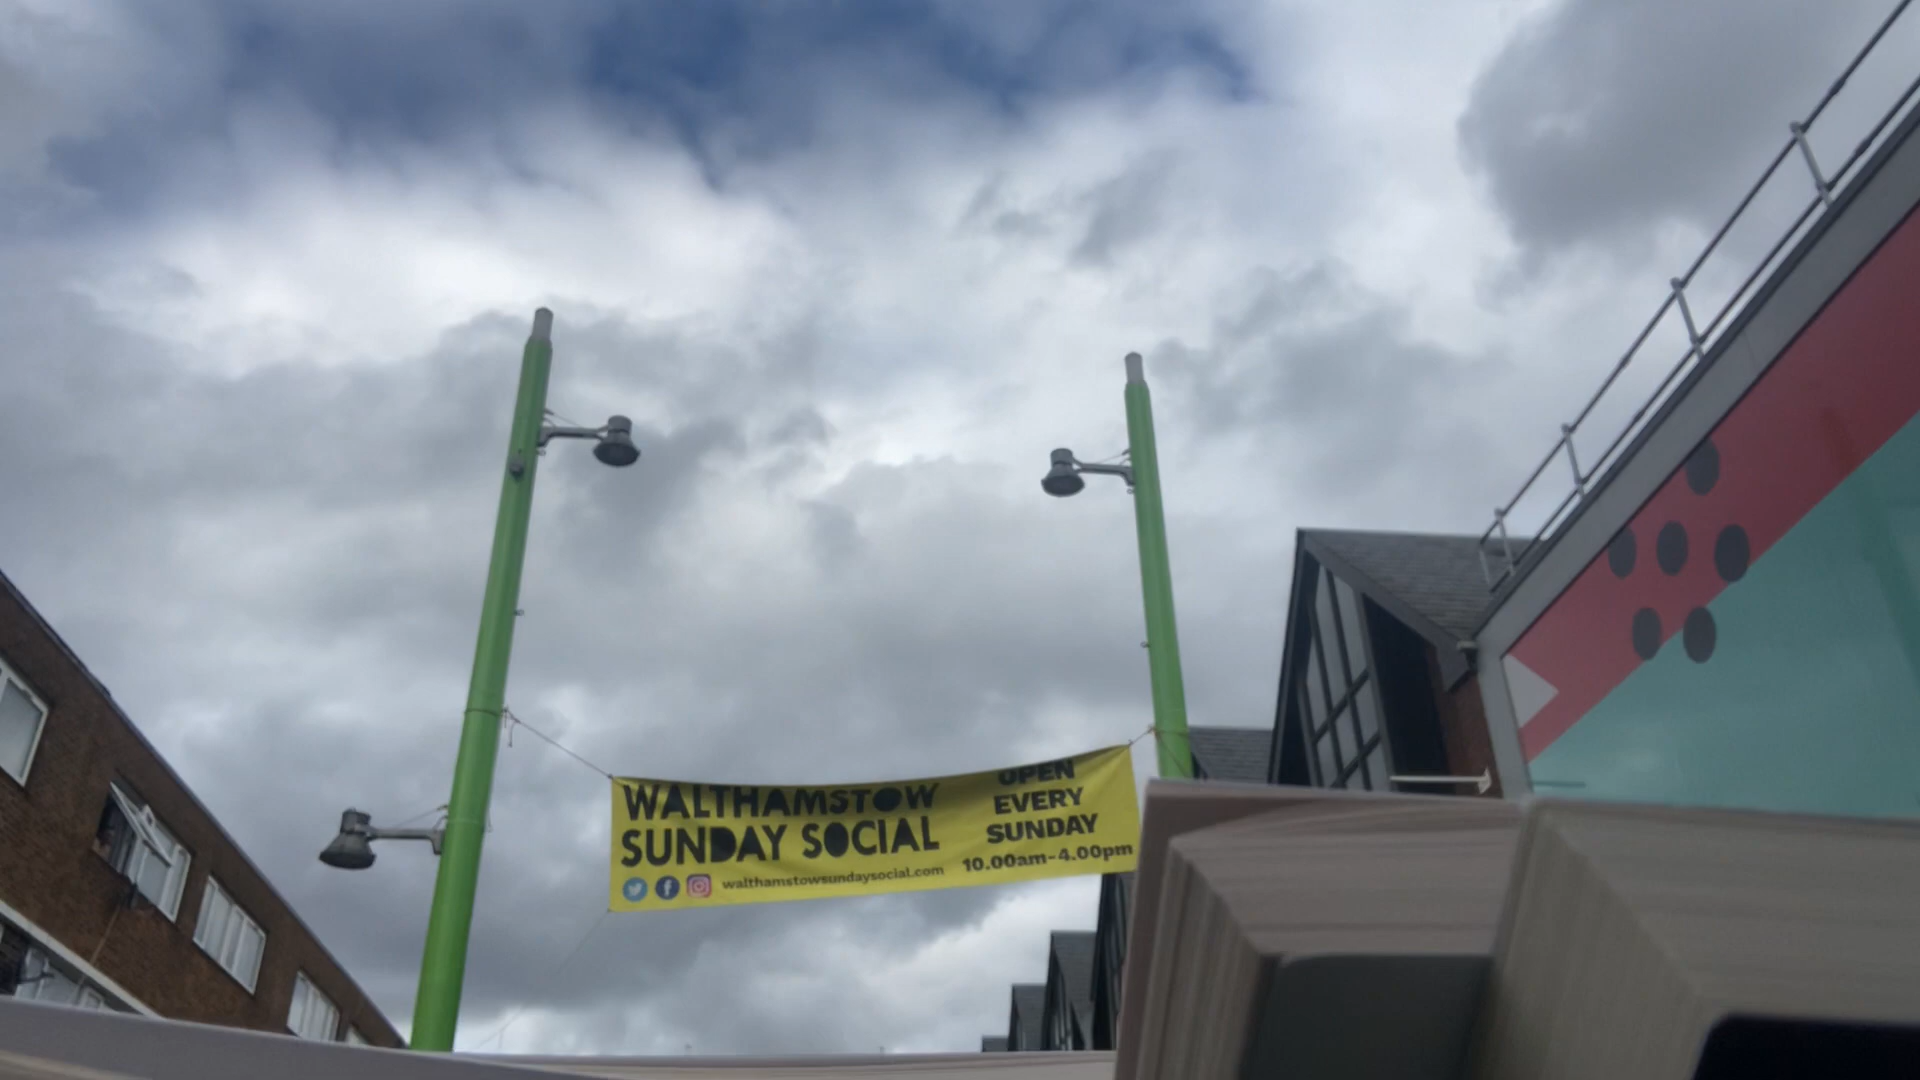 WALTHAMSTOW
SUNDAY SOCIAL
walthamstowsundaysocial.com
OPEN
EVERY
SUNDAY
10.00am-4.00pm